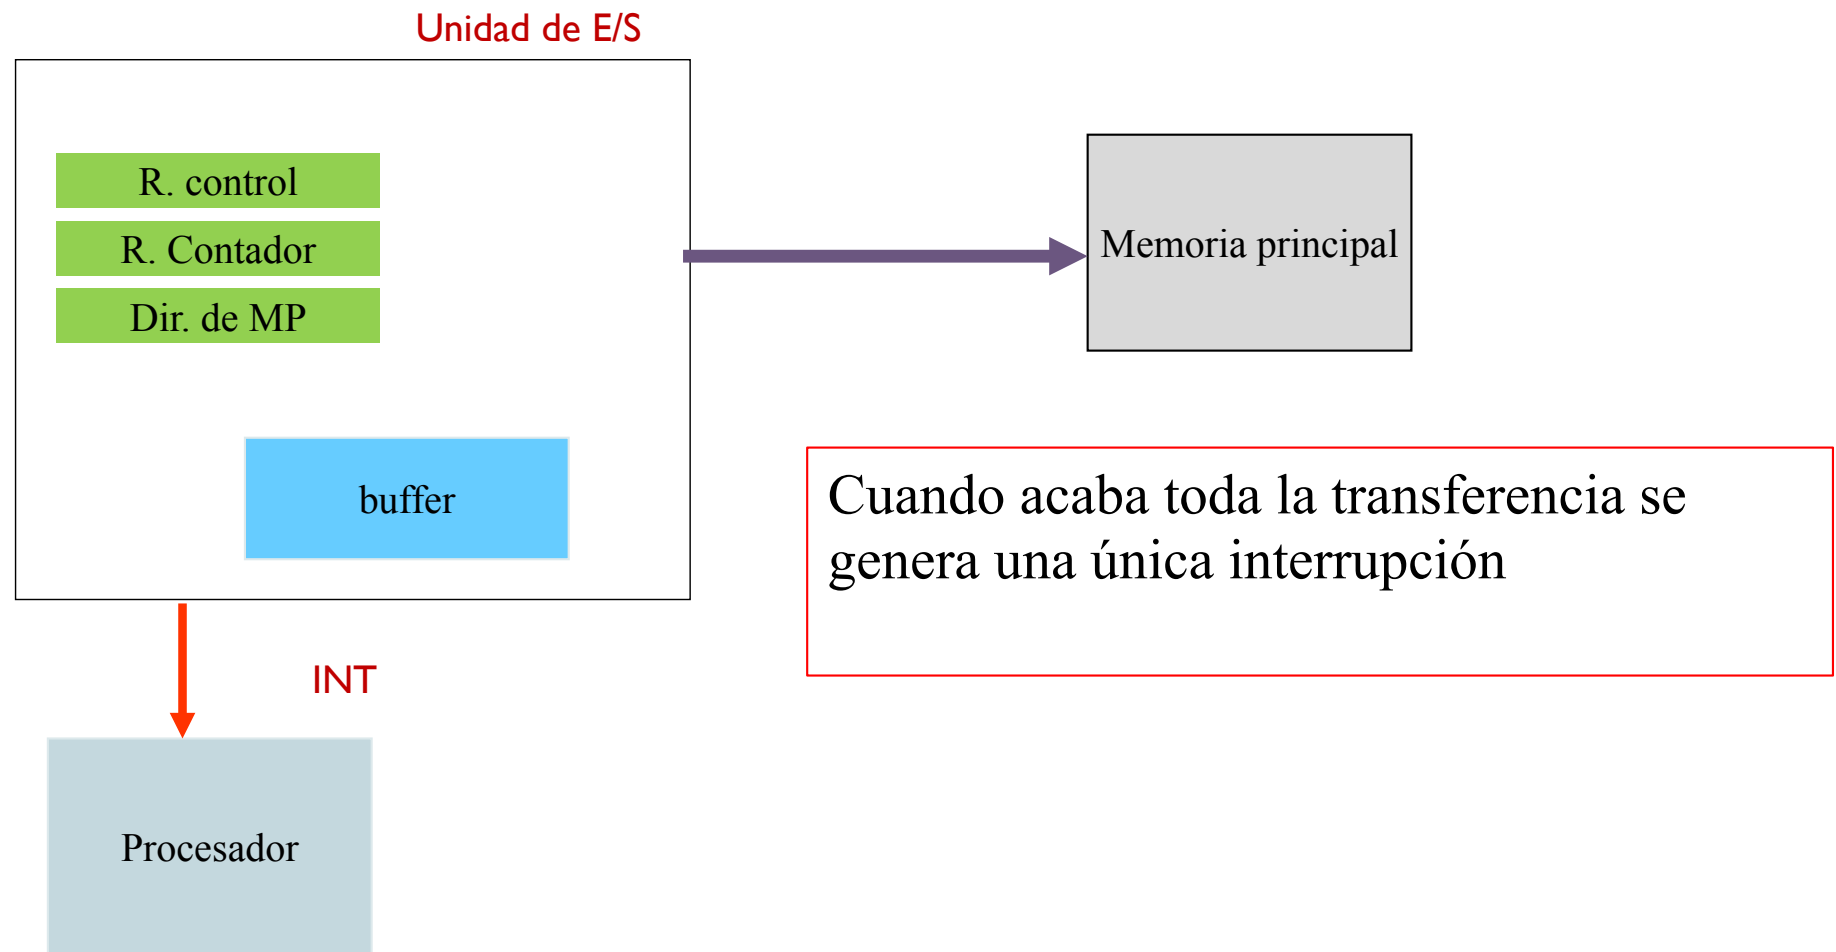 Unidad de E/S
R. control
R. Contador
Dir. de MP
Memoria principal
buffer
Cuando acaba toda la transferencia se
genera una única interrupción
INT
Procesador